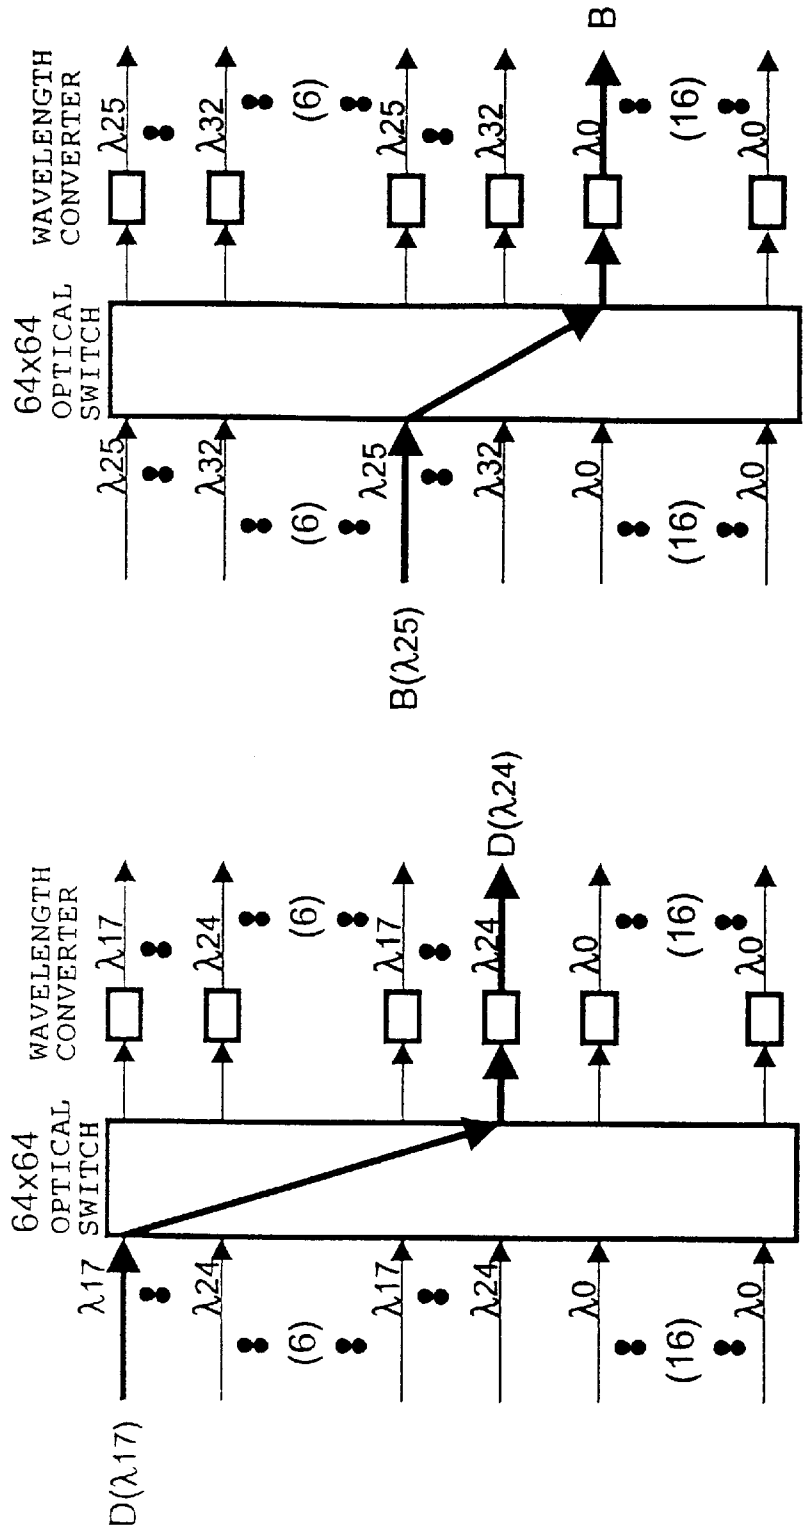 64x64
OPTICAL
SWITCH
WAVELENGTH
CONVERTER
D(λ17)
λ17
λ17
λ24
λ24
(6)
(6)
λ17
λ17
λ24
λ24
D(λ24)
λ0
λ0
(16)
(16)
λ0
λ0
64x64
OPTICAL
SWITCH
WAVELENGTH
CONVERTER
λ25
λ25
λ32
λ32
(6)
(6)
B(λ25)
λ25
λ25
λ32
λ32
λ0
λ0
B
(16)
(16)
λ0
λ0